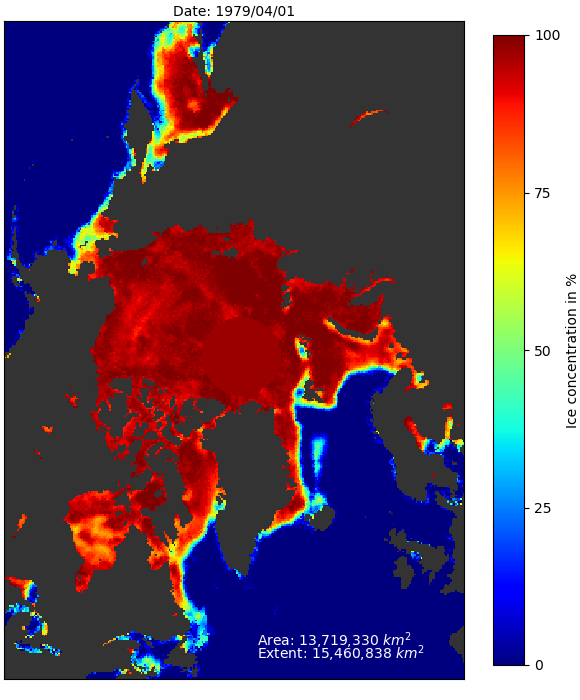 Date: 1979/04/01
100
75
50
25
0
Ice concentration in %
Area: 13,719,330 km²
Extent: 15,460,838 km²